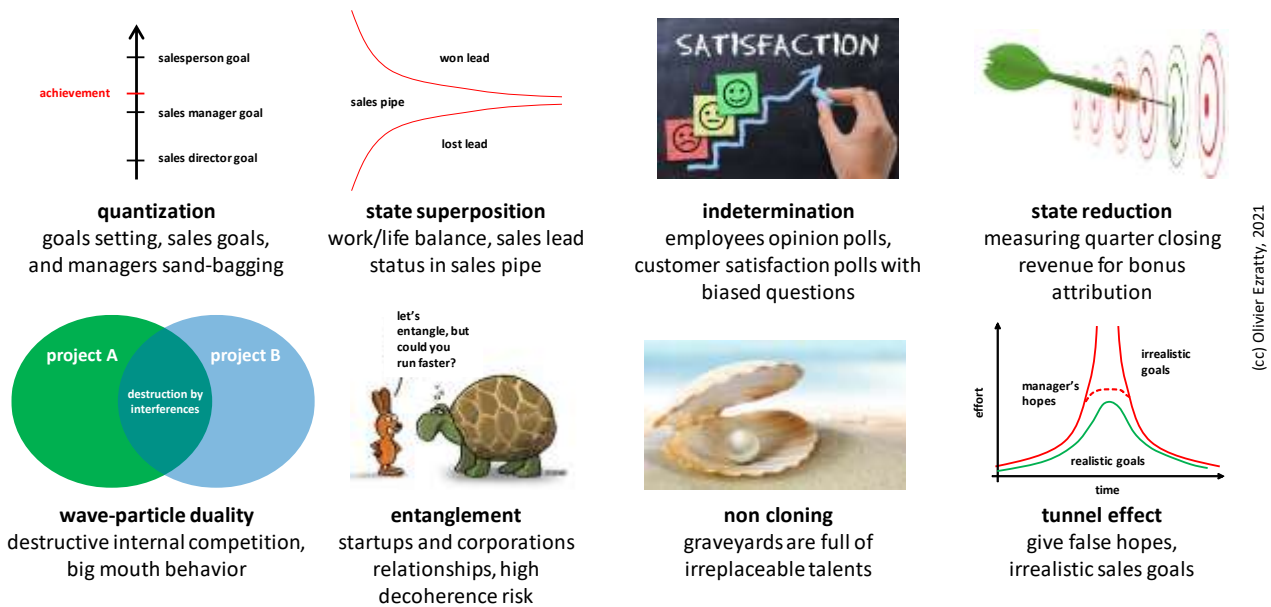 salesperson goal
achievement
sales manager goal
sales director goal
quantization
goals setting, sales goals,
and managers sand-bagging
won lead
sales pipe
lost lead
state superposition
work/life balance, sales lead
status in sales pipe
SATISFACTION
indetermination
employees opinion polls,
customer satisfaction polls with
biased questions
state reduction
measuring quarter closing
revenue for bonus
attribution
project A
project B
destruction by
interferences
wave-particle duality
destructive internal competition,
big mouth behavior
let's
entangle, but
could you
run faster?
entanglement
startups and corporations
relationships, high
decoherence risk
non cloning
graveyards are full of
irreplaceable talents
effort
irrealistic
goals
manager's
hopes
realistic goals
time
tunnel effect
give false hopes,
irrealistic sales goals
(cc) Olivier Ezratty, 2021